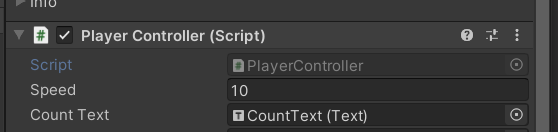 Info
Player Controller (Script)
Script PlayerController
Speed 10
Count Text CountText (Text)